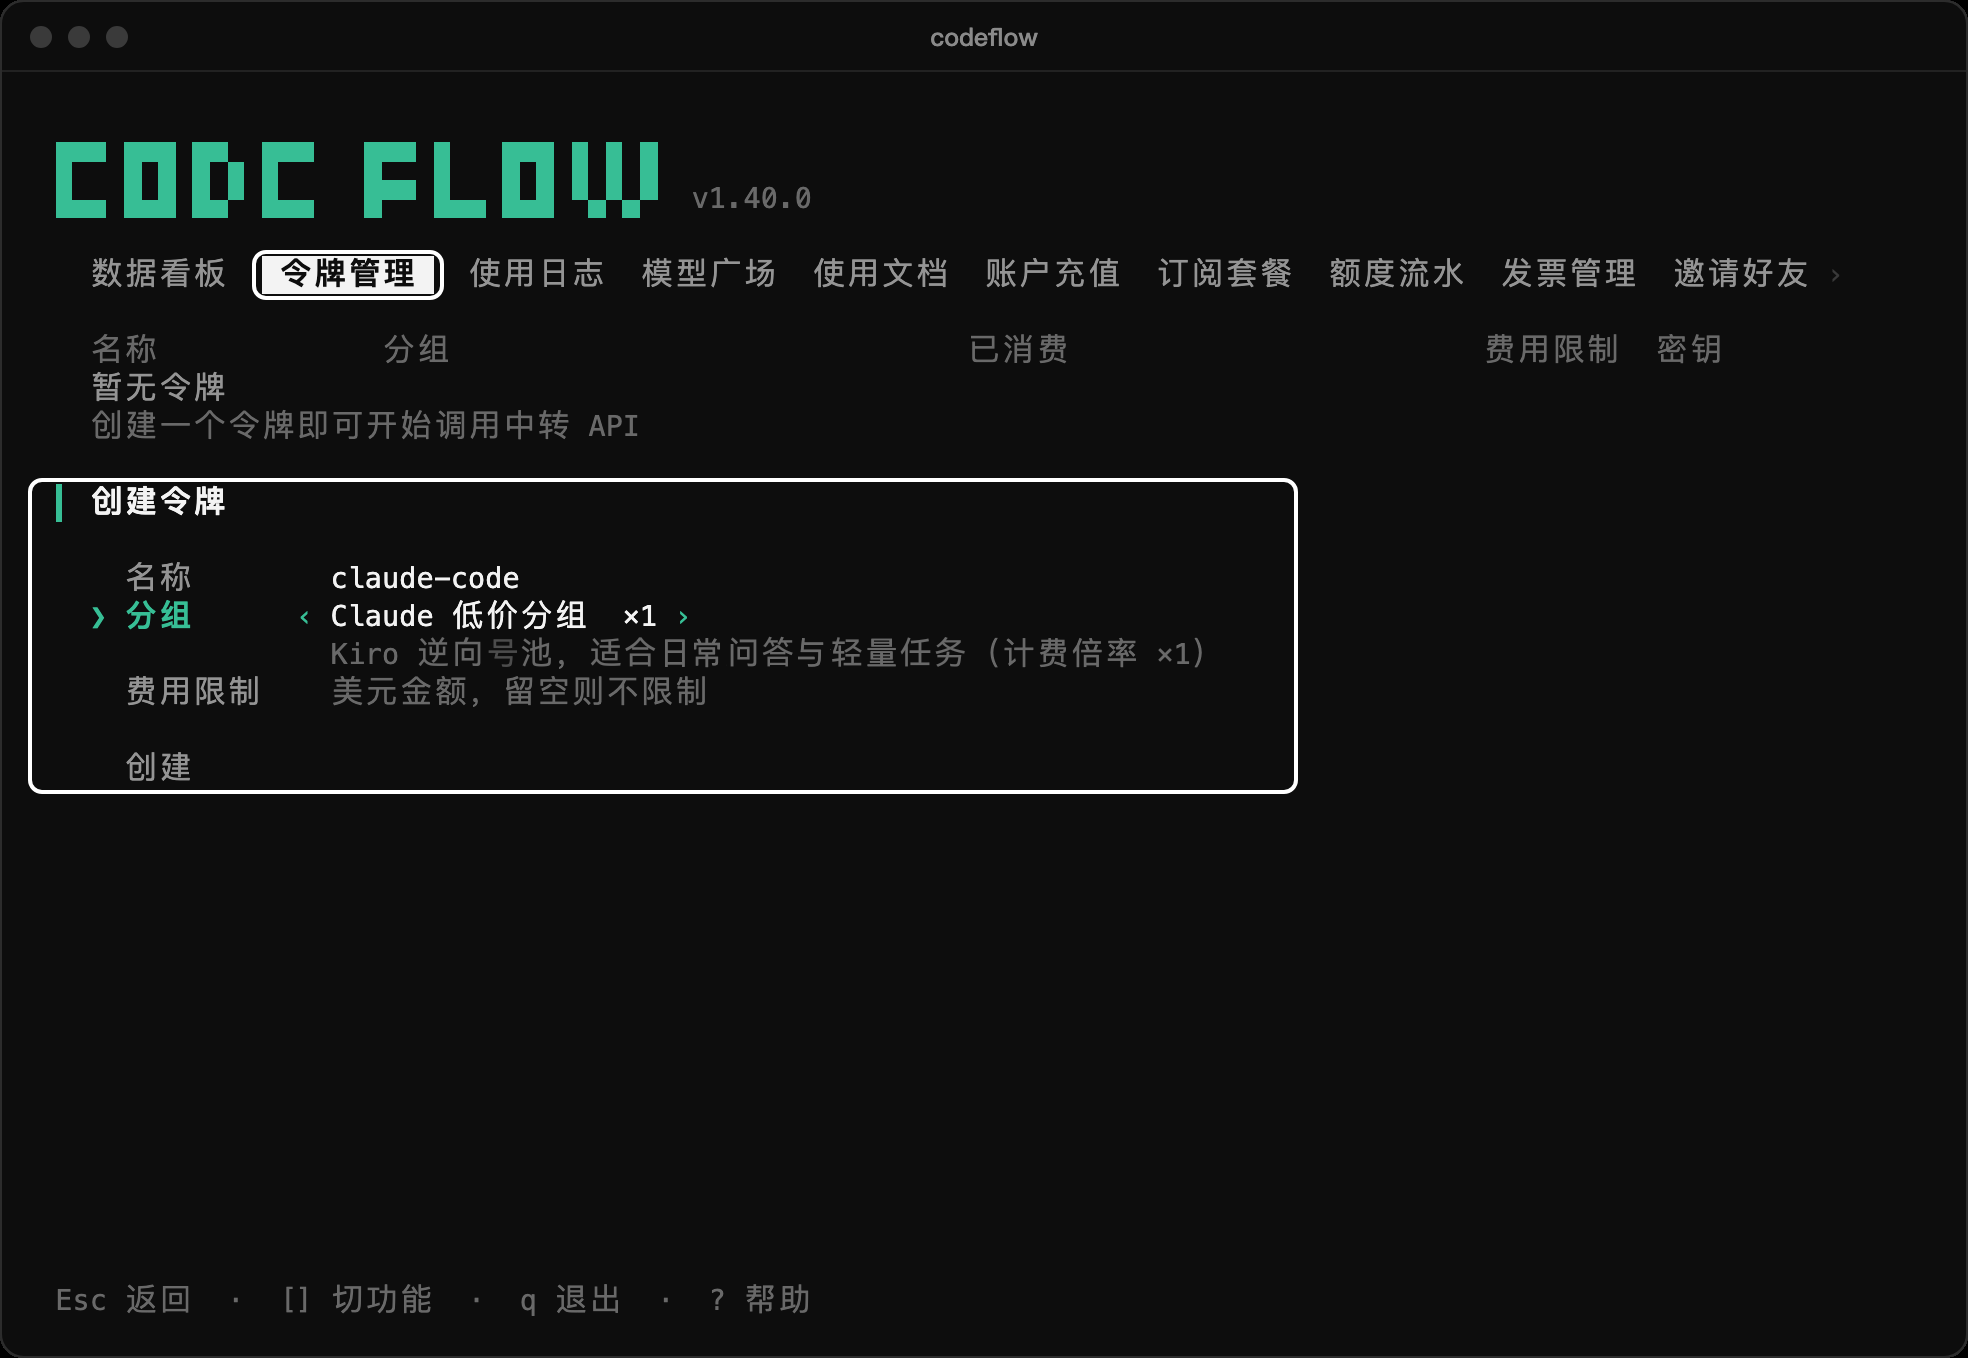 codeflow
CODC FLOW v1.40.0
数据看板 令牌管理 使用日志 模型广场 使用文档 账户充值 订阅套餐 额度流水 发票管理 邀请好友 ›
名称 分组 已消费 费用限制 密钥
暂无令牌
创建一个令牌即可开始调用中转 API
创建令牌
名称 claude-code
❯ 分组 ‹ Claude 低价分组 ×1 ›
Kiro 逆向号池, 适合日常问答与轻量任务 (计费倍率 ×1)
费用限制 美元金额, 留空则不限制
创建
Esc 返回 · [] 切功能 · q 退出 · ? 帮助